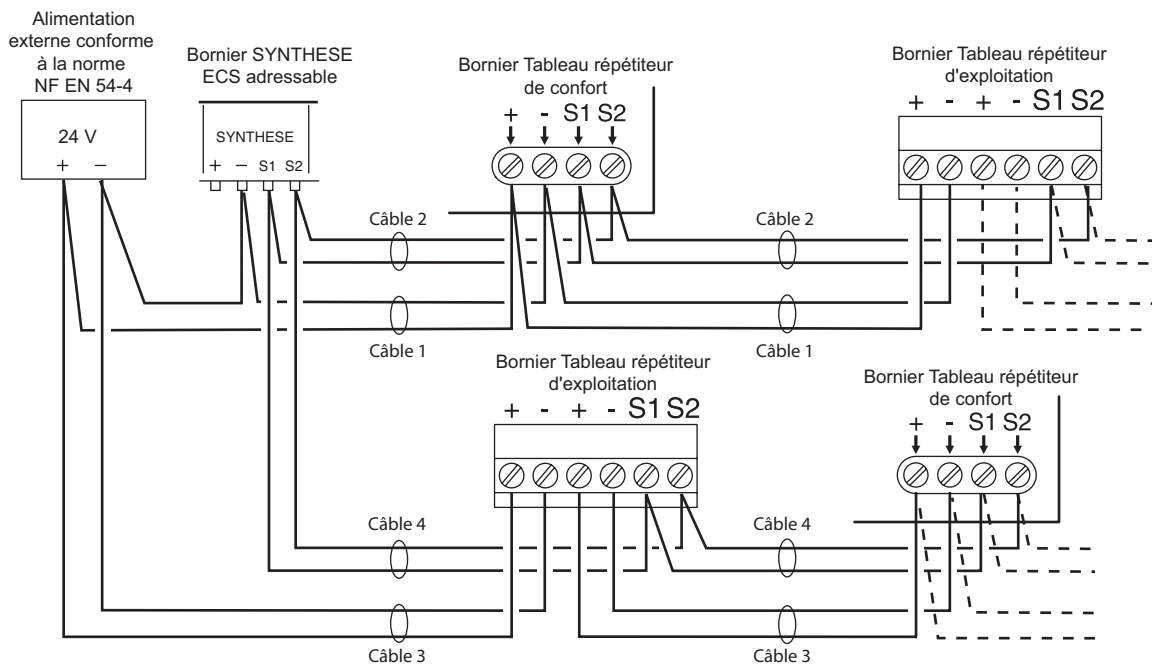 Alimentation
externe conforme
à la norme
NF EN 54-4
24 V
+ −
Bornier SYNTHESE
ECS adressable
SYNTHESE
+ − S1 S2
Bornier Tableau répétiteur
de confort
+ - S1 S2
Bornier Tableau répétiteur
d'exploitation
+ - + - S1 S2
Câble 2
Câble 2
Câble 1
Câble 1
Bornier Tableau répétiteur
d'exploitation
+ - + - S1 S2
Bornier Tableau répétiteur
de confort
+ - S1 S2
Câble 4
Câble 4
Câble 3
Câble 3